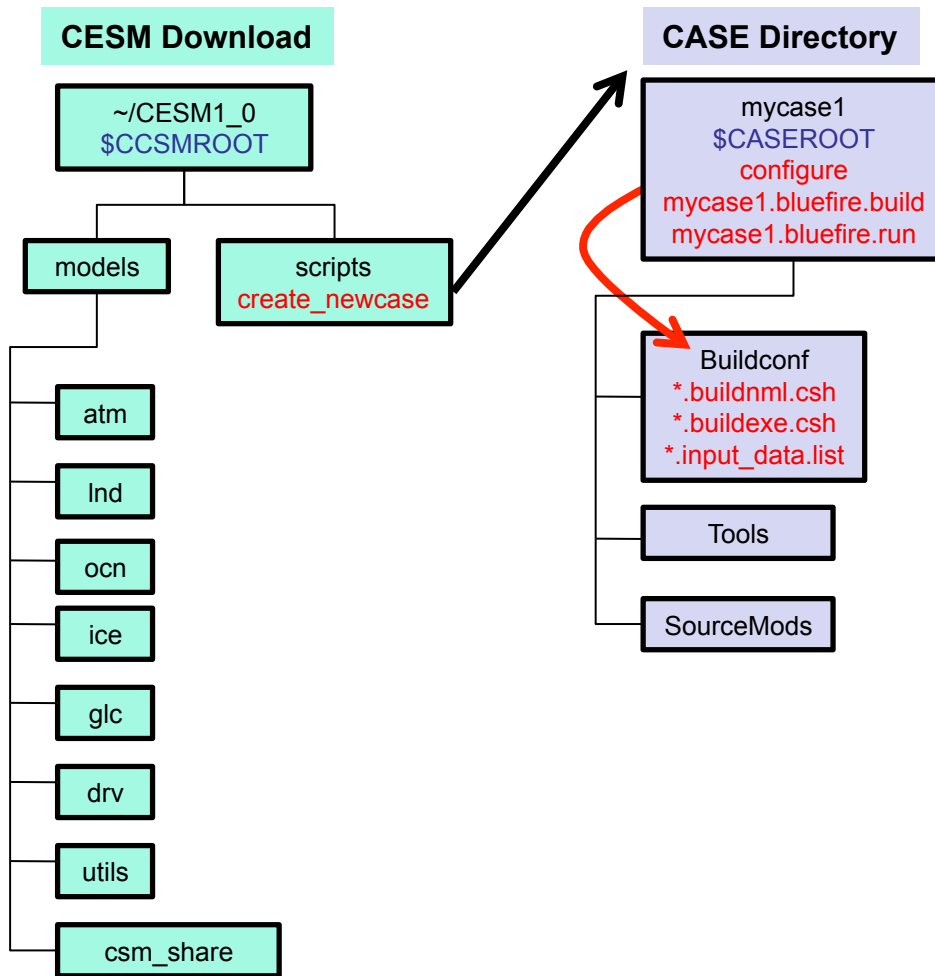 CESM Download
~/CESM1_0
$CCSMROOT
models
scripts
create_newcase
atm
lnd
ocn
ice
glc
drv
utils
csm_share
CASE Directory
mycase1
$CASEROOT
configure
mycase1.bluefire.build
mycase1.bluefire.run
Buildconf
*.buildnml.csh
*.buildexe.csh
*.input_data.list
Tools
SourceMods